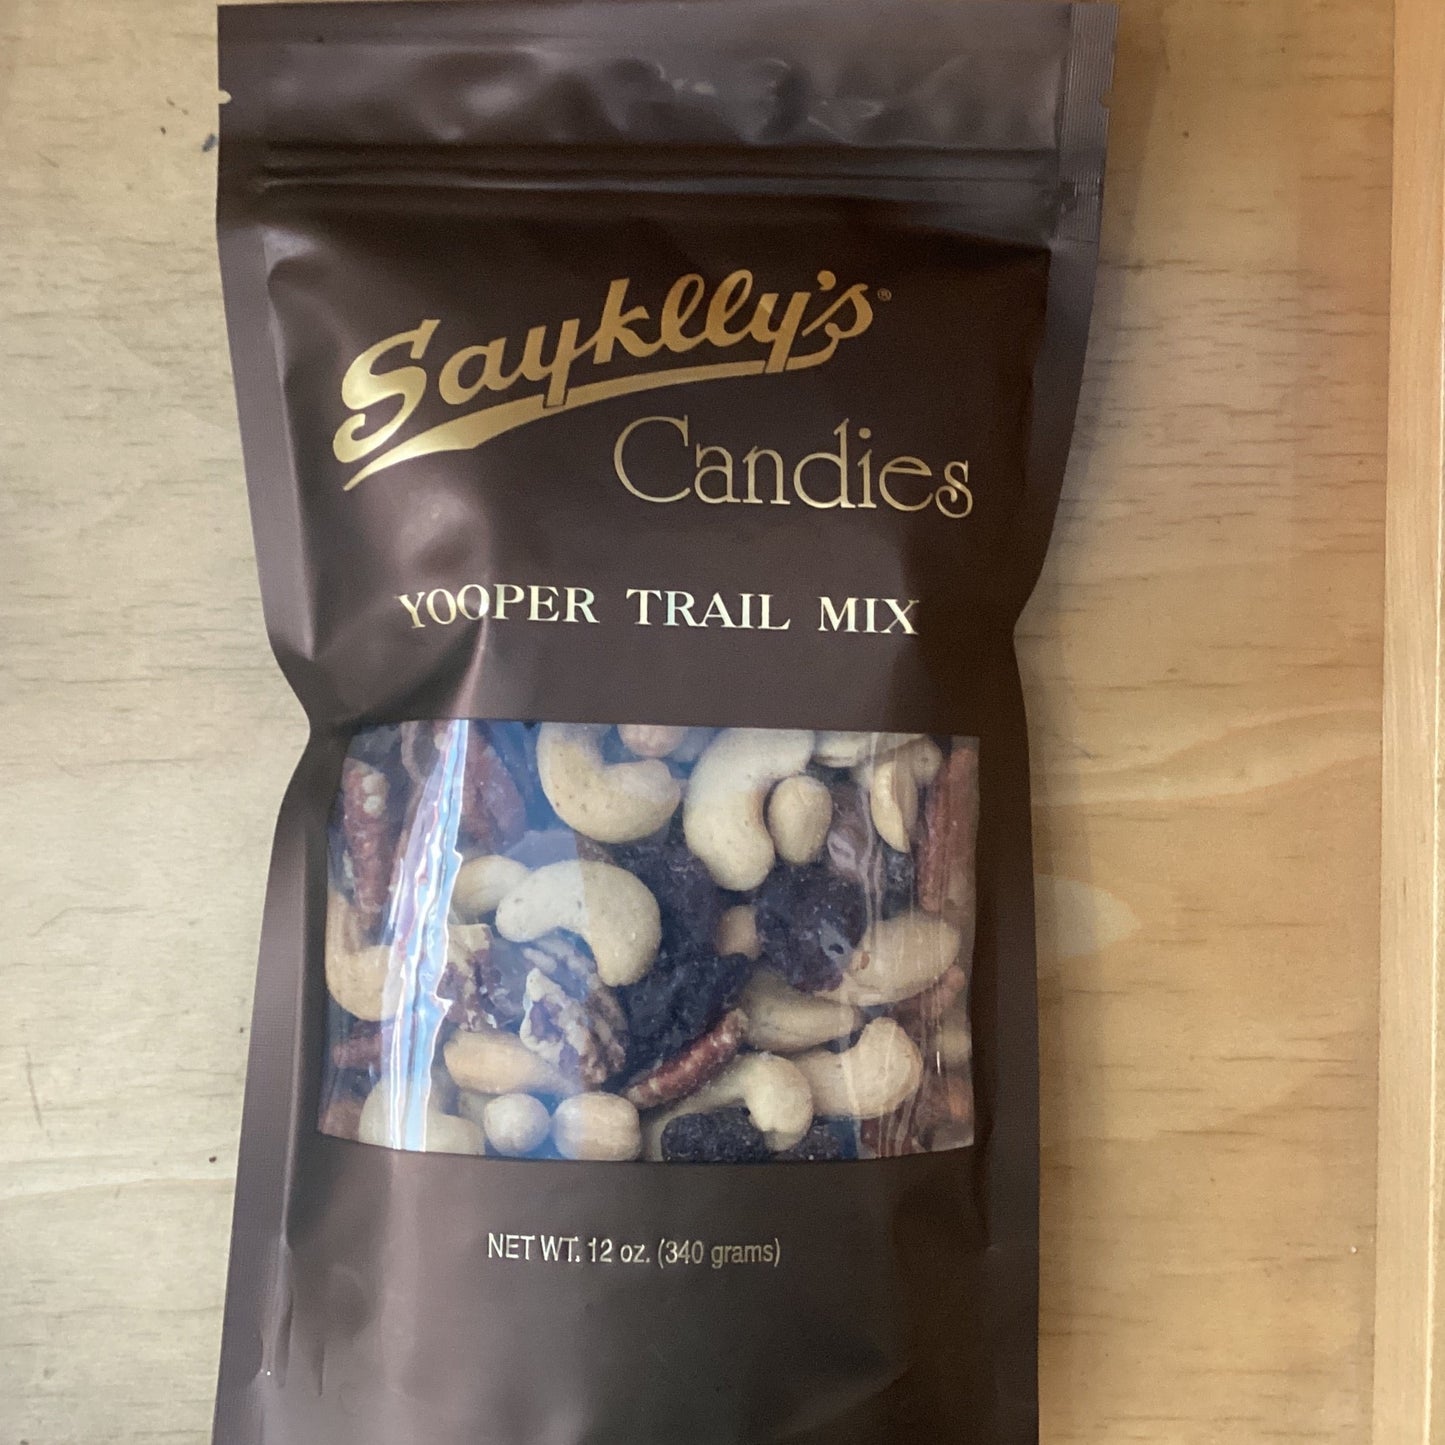 Sayklly's®
Candies
YOOPER TRAIL MIX
NET WT. 12 oz. (340 grams)